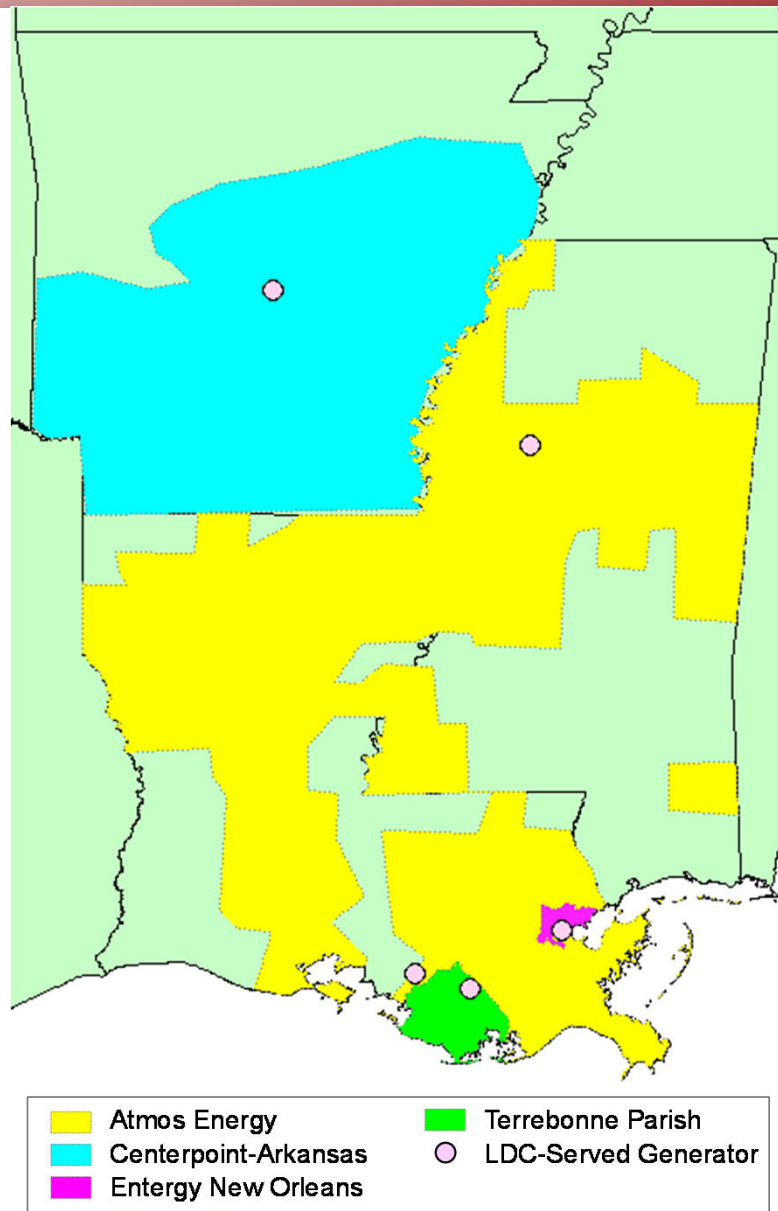 Atmos Energy
Centerpoint-Arkansas
Entergy New Orleans
Terrebonne Parish
LDC-Served Generator